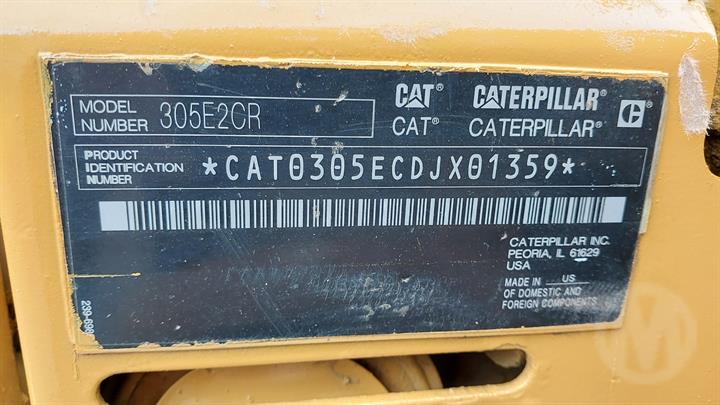 MODEL
NUMBER 305E2CR
CAT® CATERPILLAR®
CAT® CATERPILLAR®
PRODUCT
IDENTIFICATION
NUMBER
*CAT0305ECDJX01359*
CATERPILLAR INC.
PEORIA, IL 61629
USA
MADE IN US
OF DOMESTIC AND
FOREIGN COMPONENTS
M